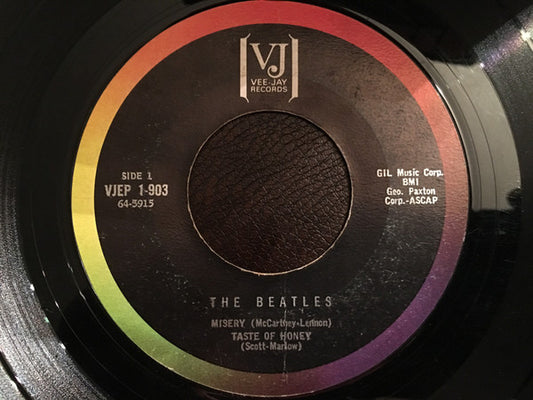 VJ
VEE-JAY
RECORDS
SIDE 1
VJEP 1-903
64-3915
GIL Music Corp.
BMI
Geo. Paxton
Corp.-ASCAP
THE BEATLES
MISERY (McCartney-Lennon)
TASTE OF HONEY
(Scott-Marlow)